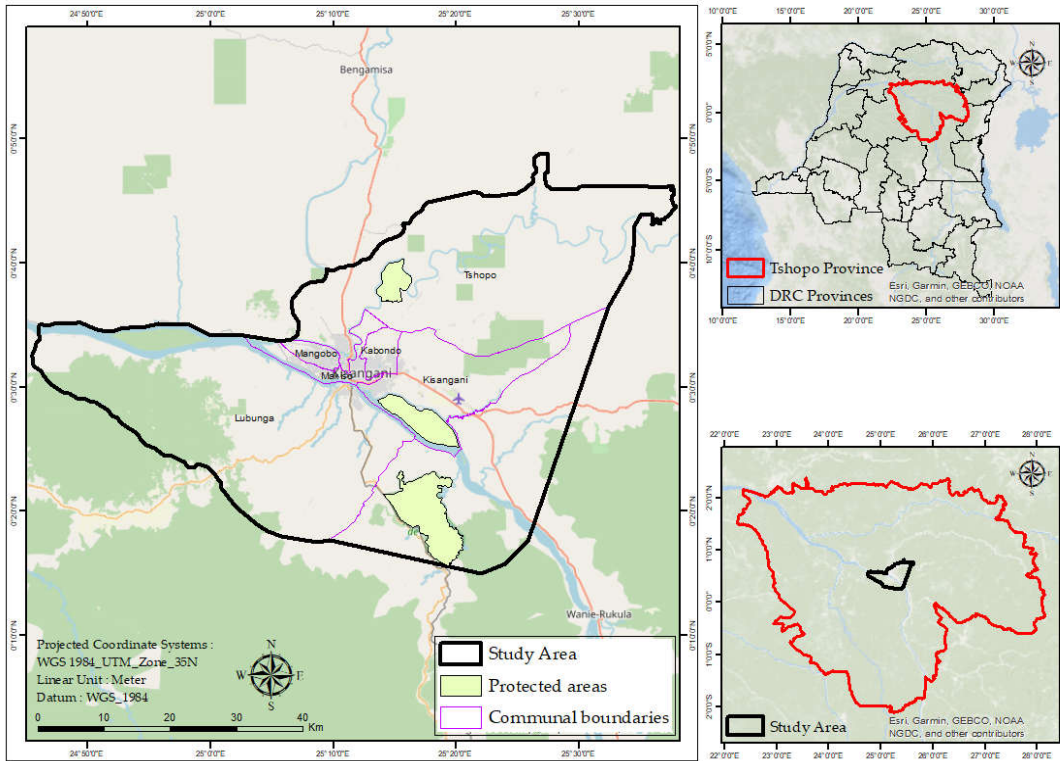 24°50'0"E 25°0'0"E 25°10'0"E 25°20'0"E 25°30'0"E
0°50'0"N
0°40'0"N
0°30'0"N
0°20'0"N
0°10'0"N
Bengamisa
Tshopo
Mangobo
Kabondo
Kisangani
Makiso
Kisangani
Lubunga
de
Wanie-Rukula
Projected Coordinate Systems :
WGS 1984_UTM_Zone_35N
Linear Unit : Meter
Datum : WGS_1984
N
W E
S
0 10 20 30 40
Km
Study Area
Protected areas
Communal boundaries
24°50'0"E 25°0'0"E 25°10'0"E 25°20'0"E 25°30'0"E
10°0'0"E 15°0'0"E 20°0'0"E 25°0'0"E 30°0'0"E
5°0'0"N
0°0'0"
5°0'0"S
10°0'0"S
N
W E
S
Tshopo Province
DRC Provinces
Esri, Garmin, GEBCO, NOAA
NGDC, and other contributors
10°0'0"E 15°0'0"E 20°0'0"E 25°0'0"E 30°0'0"E
22°0'0"E 23°0'0"E 24°0'0"E 25°0'0"E 26°0'0"E 27°0'0"E 28°0'0"E
2°0'0"N
1°0'0"N
0°0'0"
1°0'0"S
2°0'0"S
N
W E
S
Study Area
Esri, Garmin, GEBCO, NOAA
NGDC, and other contributors
22°0'0"E 23°0'0"E 24°0'0"E 25°0'0"E 26°0'0"E 27°0'0"E 28°0'0"E